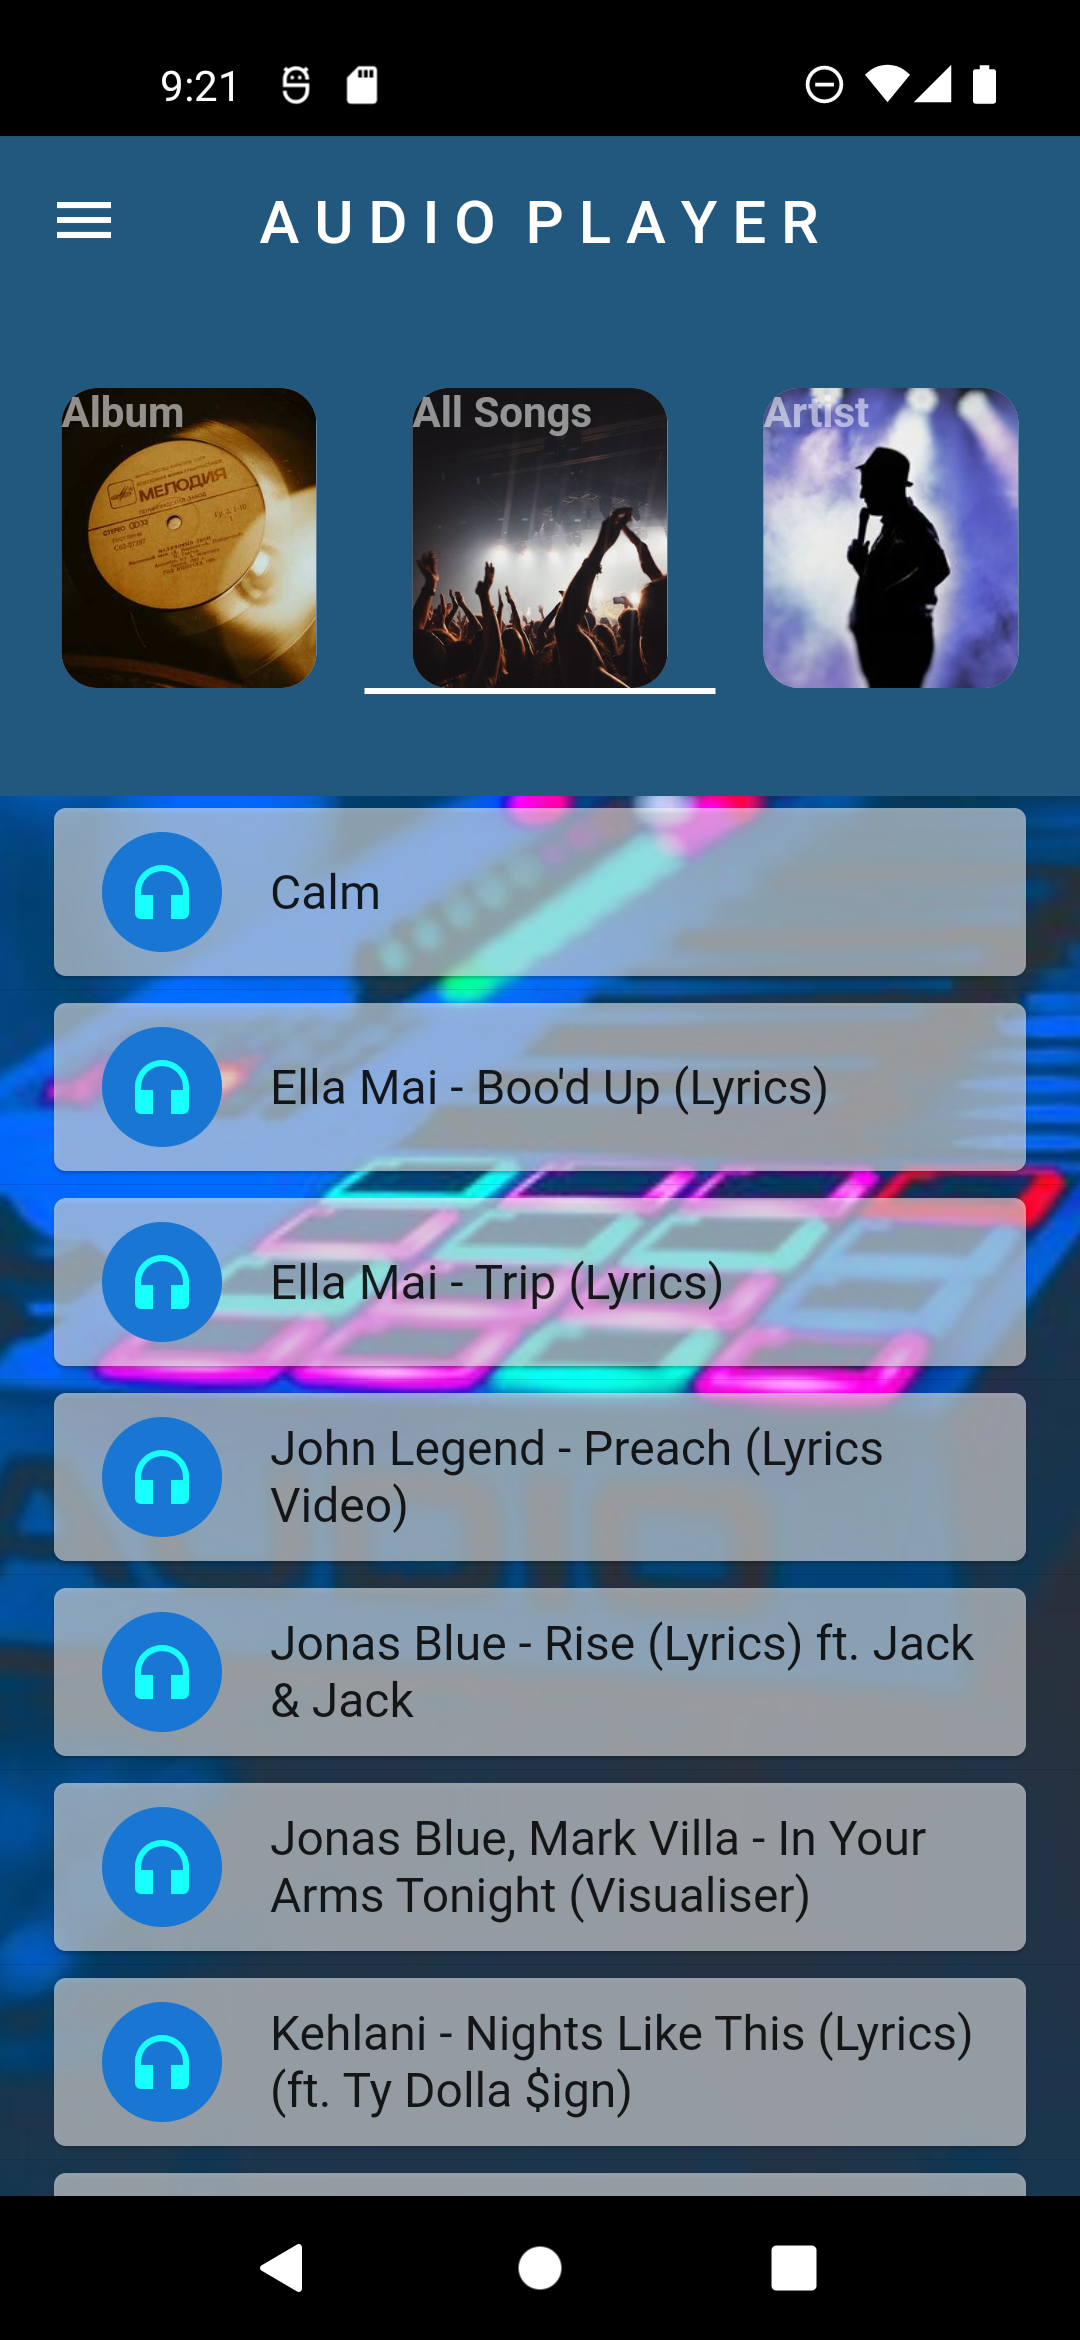 9:21
AUDIO PLAYER
Album
All Songs
Artist
МЕЛОДИЯ
Calm
Ella Mai - Boo'd Up (Lyrics)
Ella Mai - Trip (Lyrics)
John Legend - Preach (Lyrics
Video)
Jonas Blue - Rise (Lyrics) ft. Jack
& Jack
Jonas Blue, Mark Villa - In Your
Arms Tonight (Visualiser)
Kehlani - Nights Like This (Lyrics)
(ft. Ty Dolla $ign)